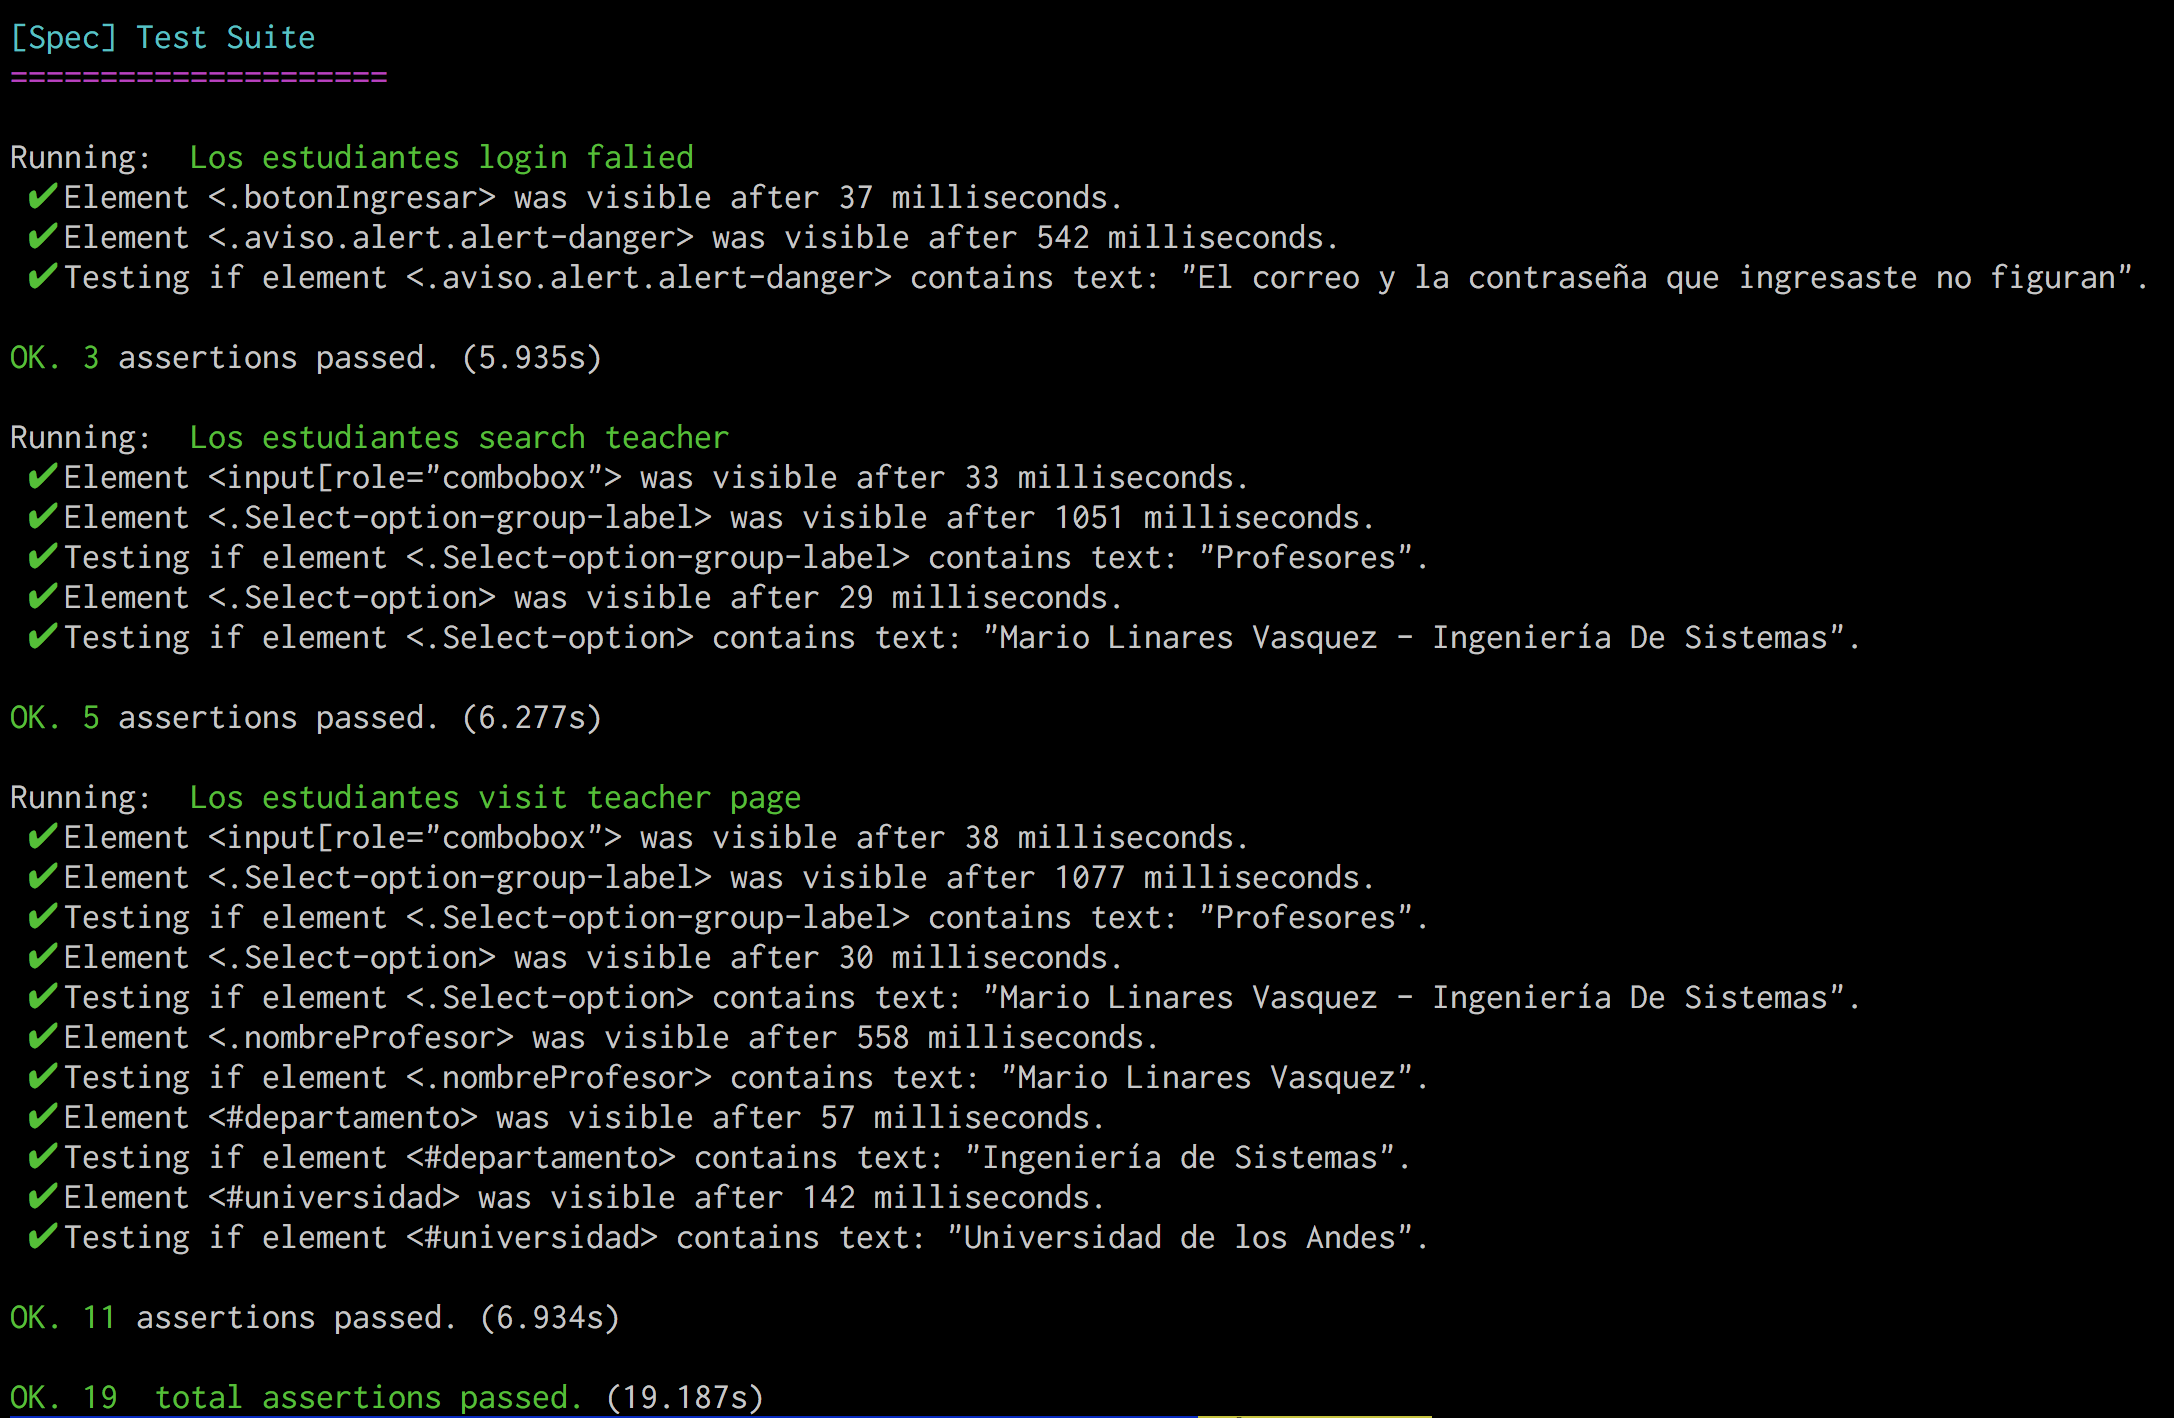 [Spec] Test Suite
=====================
Running:  Los estudiantes login falied
✔ Element <.botonIngresar> was visible after 37 milliseconds.
✔ Element <.aviso.alert.alert-danger> was visible after 542 milliseconds.
✔ Testing if element <.aviso.alert.alert-danger> contains text: "El correo y la contraseña que ingresaste no figuran".
OK. 3 assertions passed. (5.935s)
Running:  Los estudiantes search teacher
✔ Element <input[role="combobox"> was visible after 33 milliseconds.
✔ Element <.Select-option-group-label> was visible after 1051 milliseconds.
✔ Testing if element <.Select-option-group-label> contains text: "Profesores".
✔ Element <.Select-option> was visible after 29 milliseconds.
✔ Testing if element <.Select-option> contains text: "Mario Linares Vasquez - Ingeniería De Sistemas".
OK. 5 assertions passed. (6.277s)
Running:  Los estudiantes visit teacher page
✔ Element <input[role="combobox"> was visible after 38 milliseconds.
✔ Element <.Select-option-group-label> was visible after 1077 milliseconds.
✔ Testing if element <.Select-option-group-label> contains text: "Profesores".
✔ Element <.Select-option> was visible after 30 milliseconds.
✔ Testing if element <.Select-option> contains text: "Mario Linares Vasquez - Ingeniería De Sistemas".
✔ Element <.nombreProfesor> was visible after 558 milliseconds.
✔ Testing if element <.nombreProfesor> contains text: "Mario Linares Vasquez".
✔ Element <#departamento> was visible after 57 milliseconds.
✔ Testing if element <#departamento> contains text: "Ingeniería de Sistemas".
✔ Element <#universidad> was visible after 142 milliseconds.
✔ Testing if element <#universidad> contains text: "Universidad de los Andes".
OK. 11 assertions passed. (6.934s)
OK. 19  total assertions passed. (19.187s)